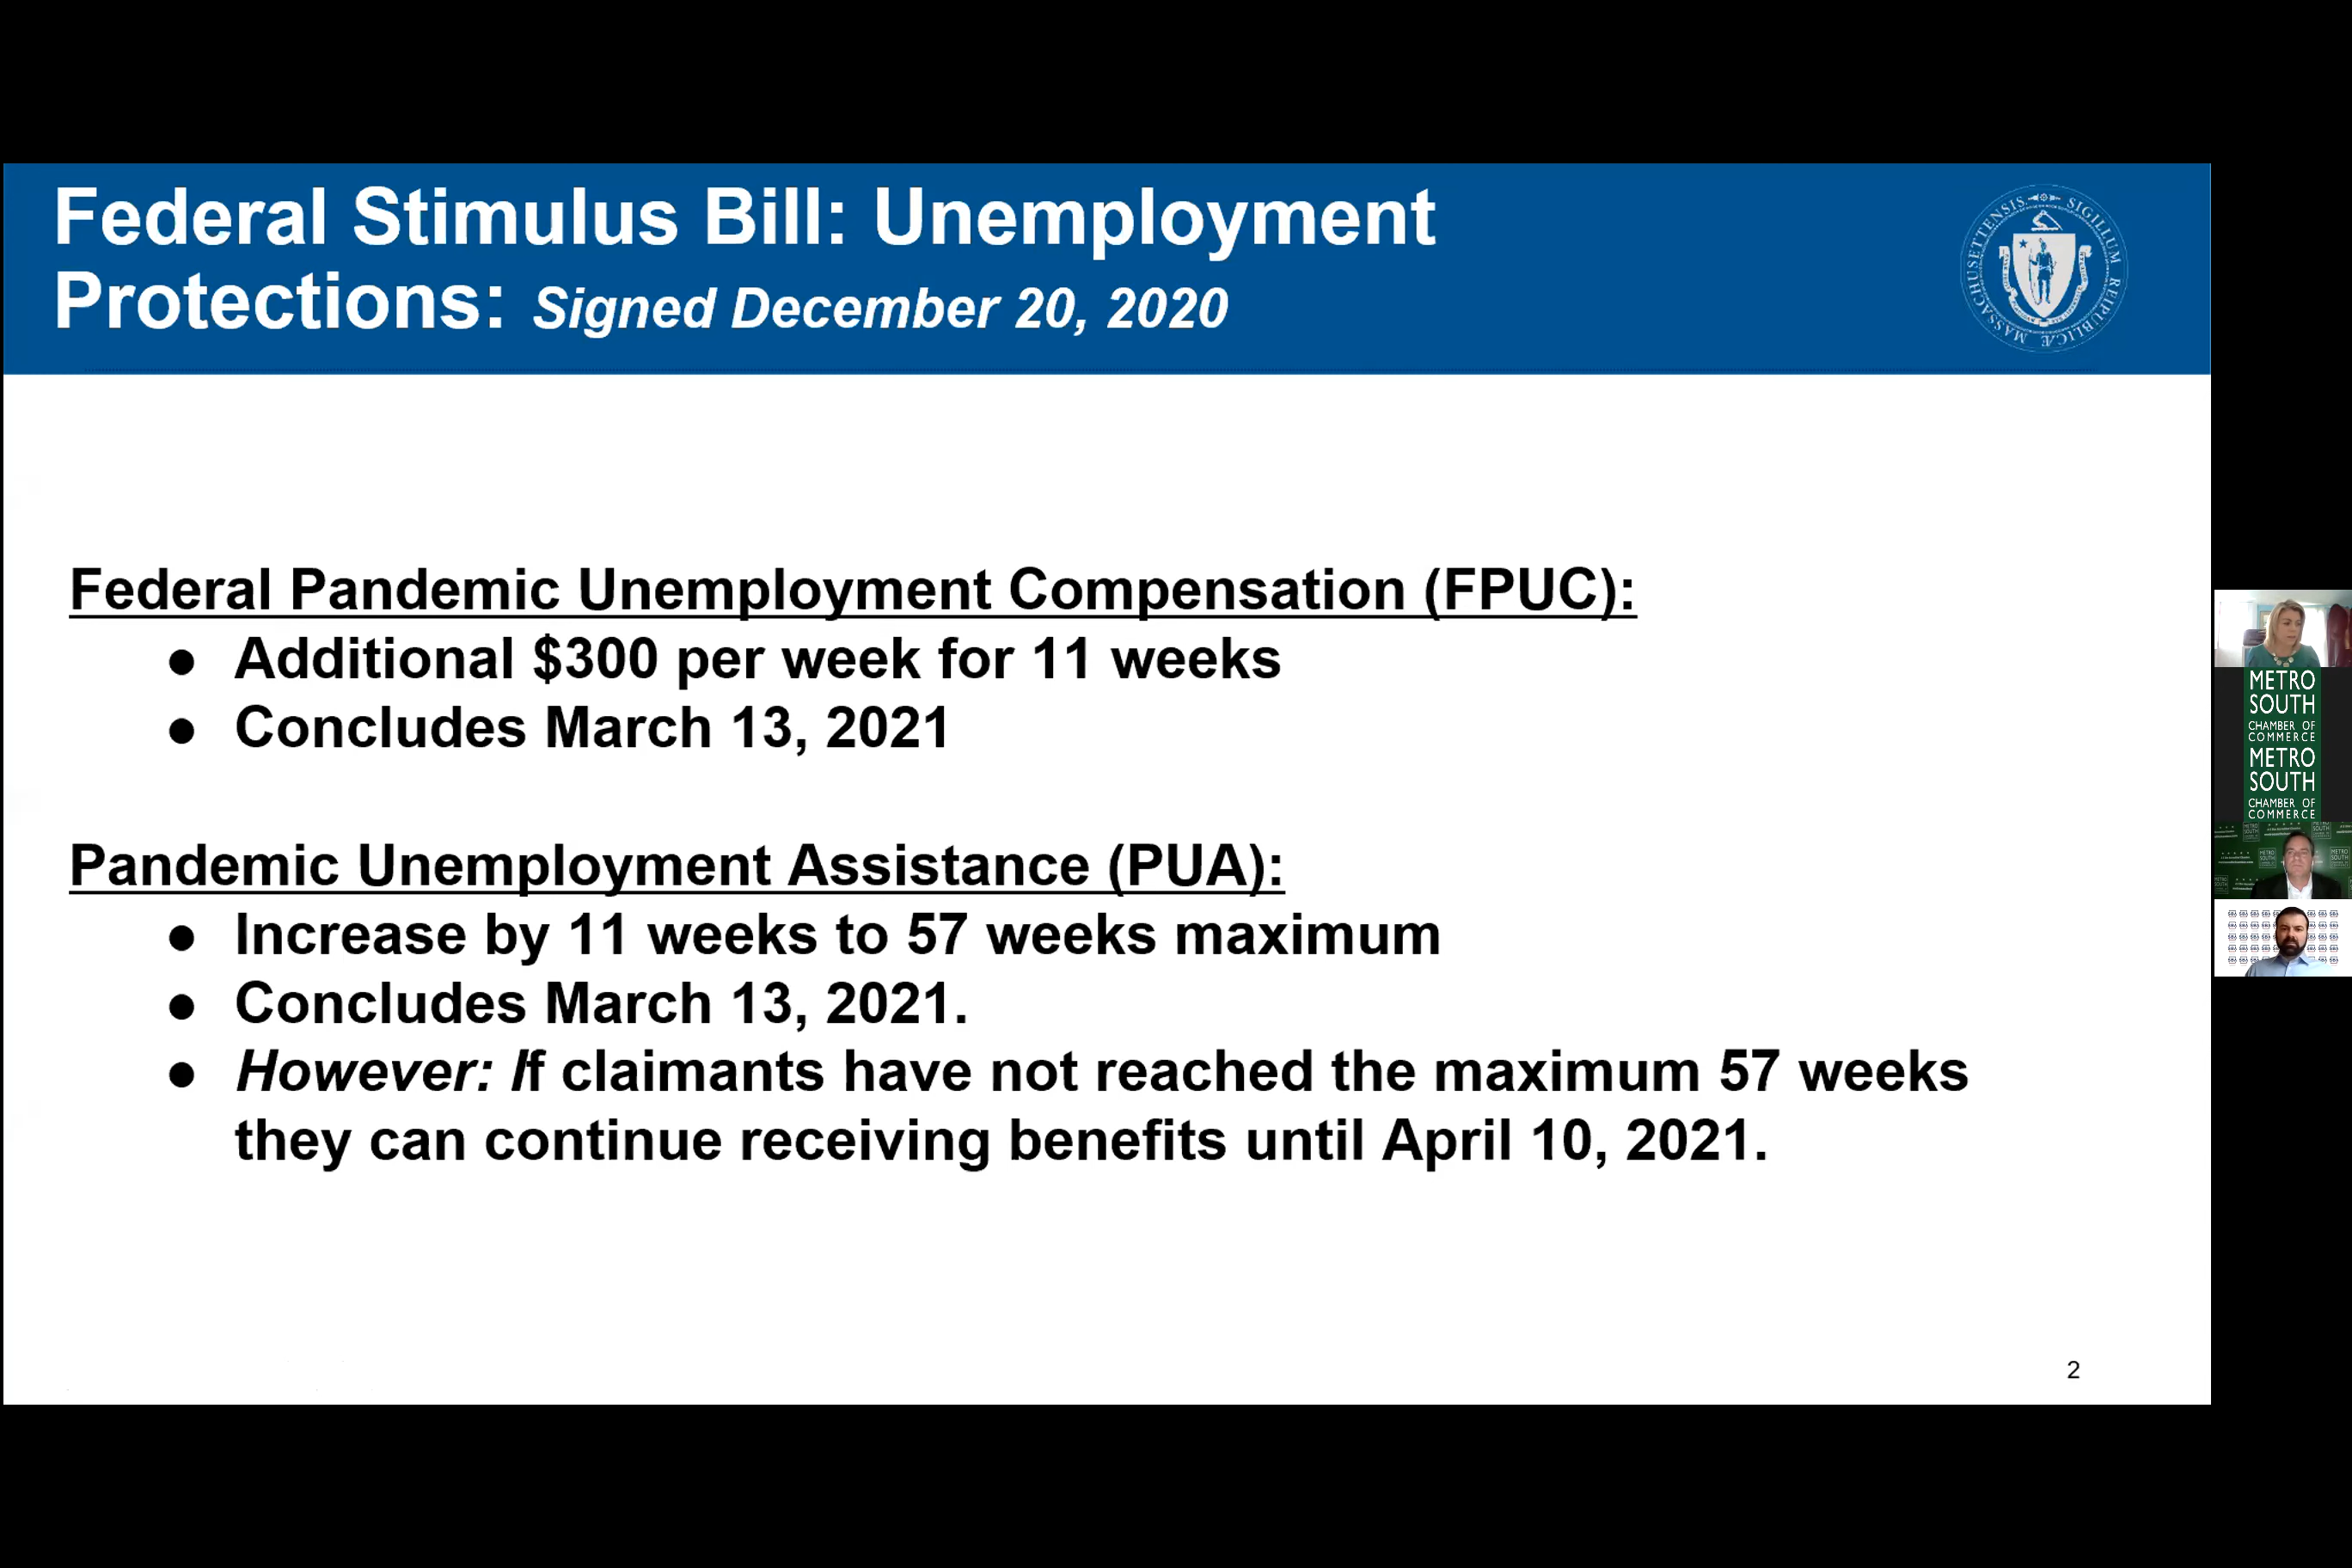 Federal Stimulus Bill: Unemployment
Protections: Signed December 20, 2020
MASSACHUSETTENSIS SIGILLUM REIPUBLICÆ
Federal Pandemic Unemployment Compensation (FPUC):
● Additional $300 per week for 11 weeks
● Concludes March 13, 2021
Pandemic Unemployment Assistance (PUA):
● Increase by 11 weeks to 57 weeks maximum
● Concludes March 13, 2021.
● However: If claimants have not reached the maximum 57 weeks
they can continue receiving benefits until April 10, 2021.
2
METRO
SOUTH
CHAMBER OF
COMMERCE
METRO
SOUTH
CHAMBER OF
COMMERCE